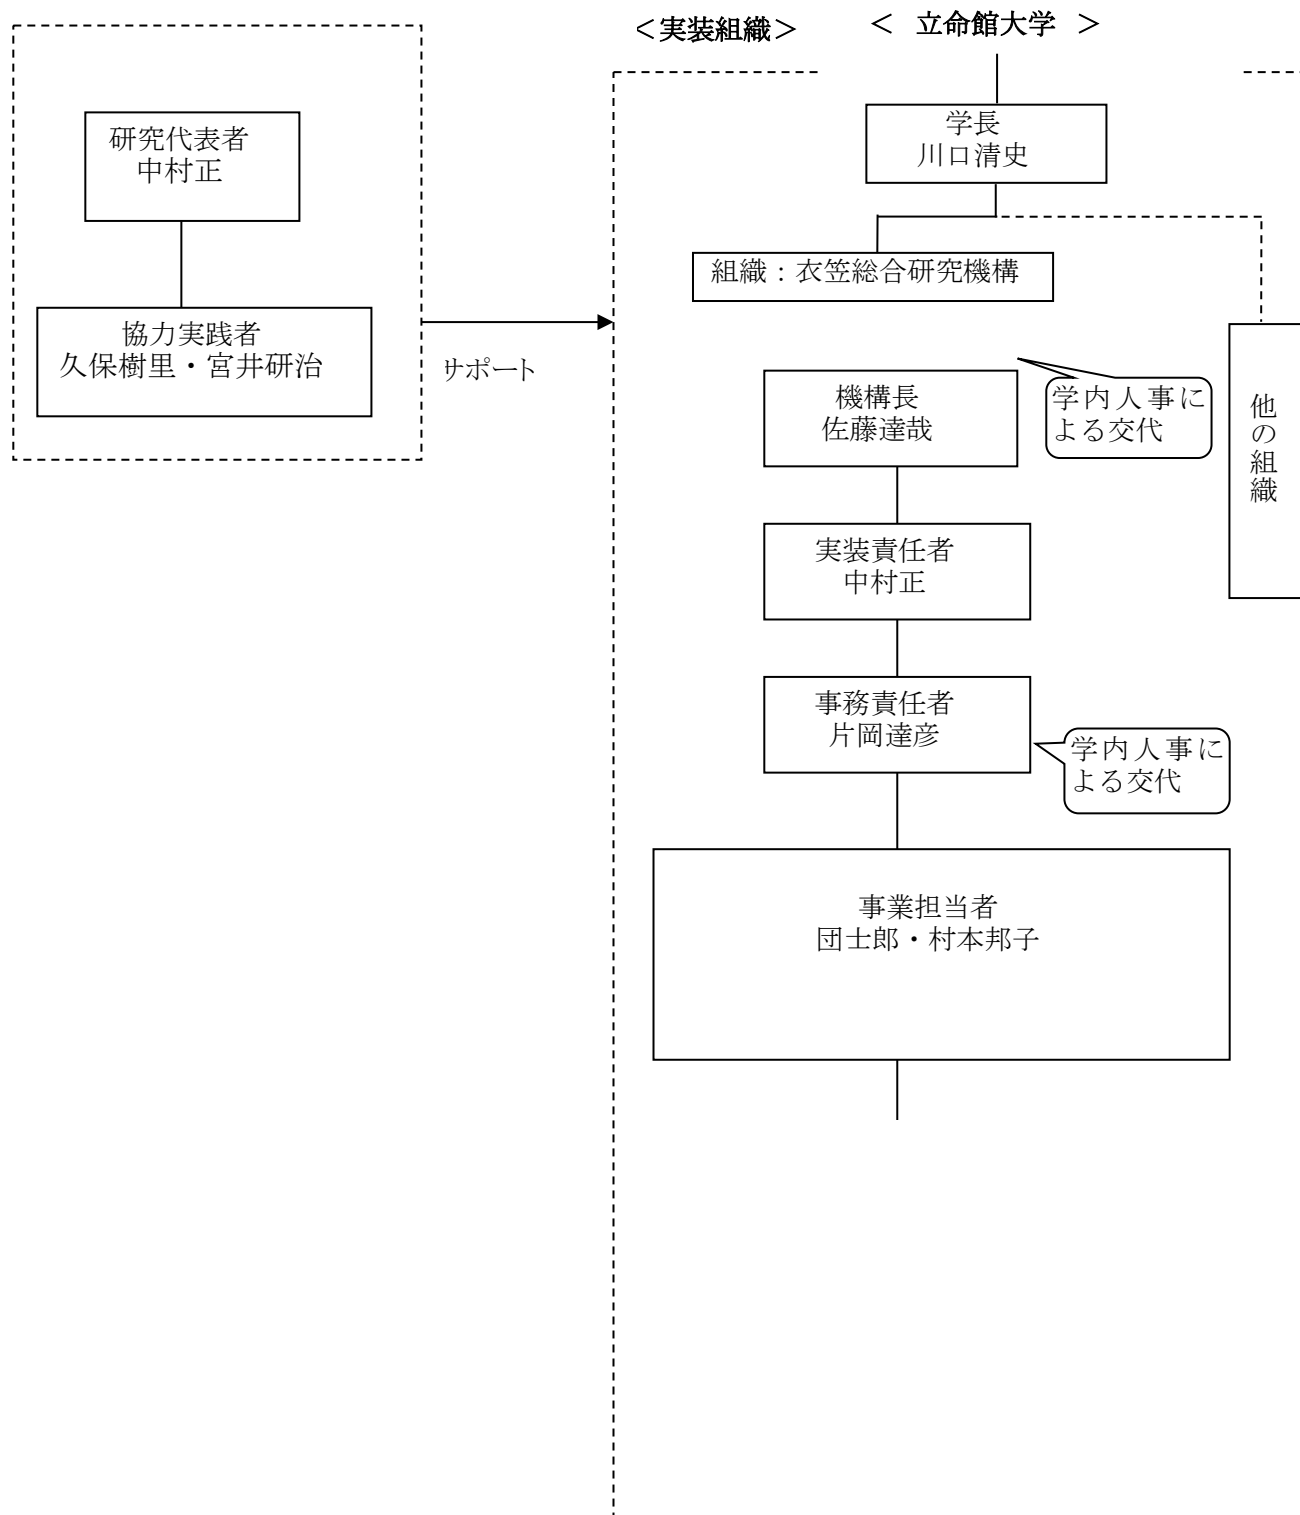 ＜実装組織＞
＜ 立命館大学 ＞
研究代表者
中村正
協力実践者
久保樹里・宮井研治
サポート
学長
川口清史
組織：衣笠総合研究機構
機構長
佐藤達哉
学内人事に
よる交代
他の組織
実装責任者
中村正
事務責任者
片岡達彦
学内人事に
よる交代
事業担当者
団士郎・村本邦子